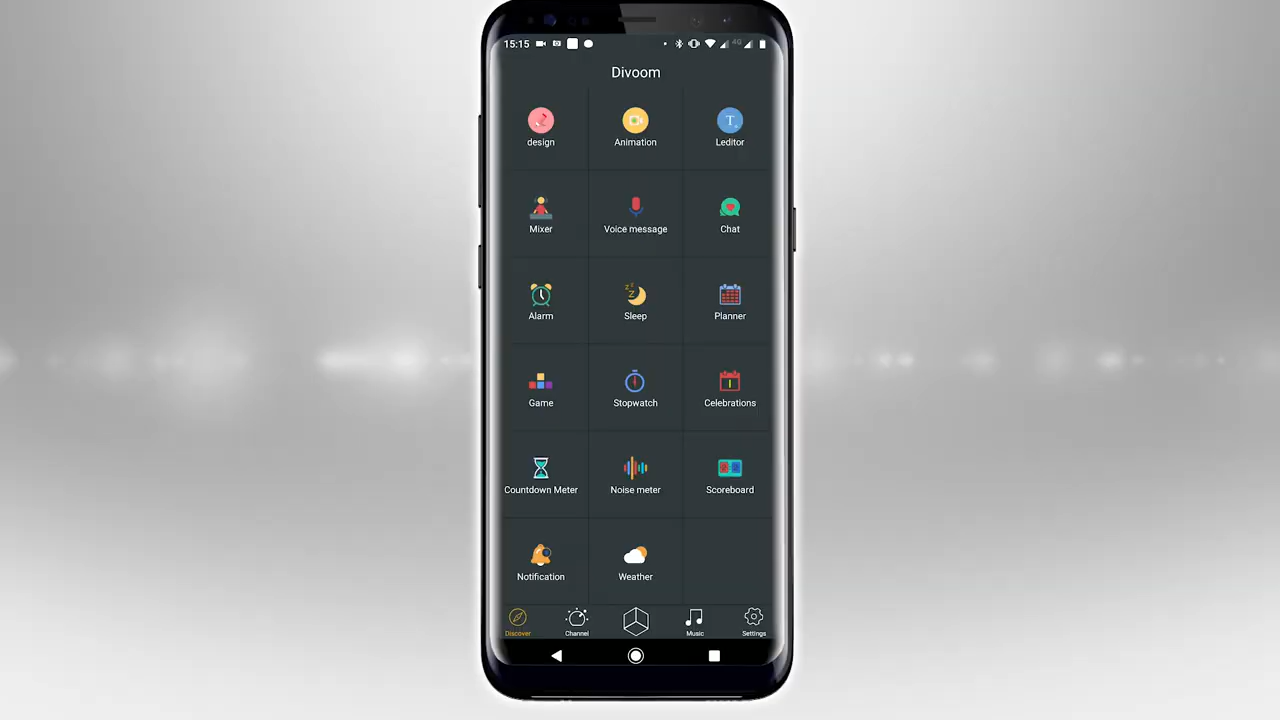 15:15
4G
Divoom
design
Animation
Leditor
Mixer
Voice message
Chat
Alarm
Sleep
Planner
Game
Stopwatch
Celebrations
Countdown Meter
Noise meter
Scoreboard
Notification
Weather
Discover
Channel
Music
Settings